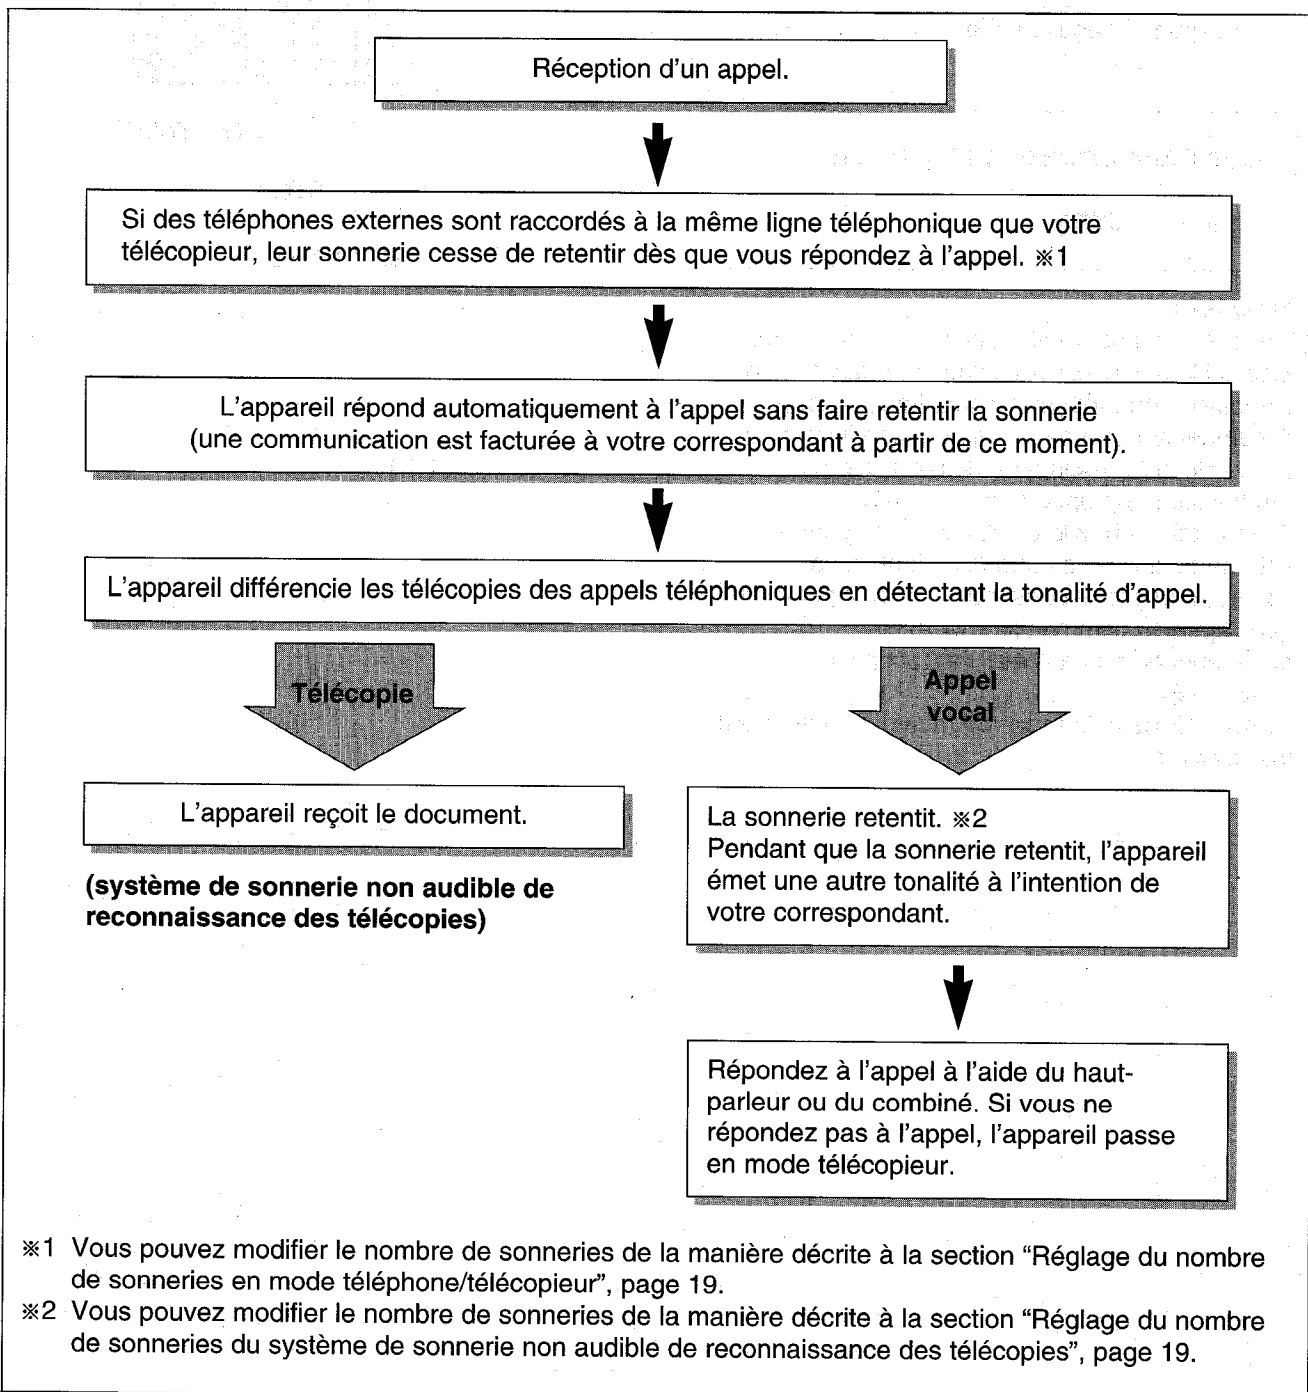 Réception d'un appel.
Si des téléphones externes sont raccordés à la même ligne téléphonique que votre
télécopieur, leur sonnerie cesse de retentir dès que vous répondez à l'appel. ※1
L'appareil répond automatiquement à l'appel sans faire retentir la sonnerie
(une communication est facturée à votre correspondant à partir de ce moment).
L'appareil différencie les télécopies des appels téléphoniques en détectant la tonalité d'appel.
Télécopie
L'appareil reçoit le document.
(système de sonnerie non audible de
reconnaissance des télécopies)
Appel
vocal
La sonnerie retentit. ※2
Pendant que la sonnerie retentit, l'appareil
émet une autre tonalité à l'intention de
votre correspondant.
Répondez à l'appel à l'aide du haut-
parleur ou du combiné. Si vous ne
répondez pas à l'appel, l'appareil passe
en mode télécopieur.
※1 Vous pouvez modifier le nombre de sonneries de la manière décrite à la section “Réglage du nombre
de sonneries en mode téléphone/télécopieur”, page 19.
※2 Vous pouvez modifier le nombre de sonneries de la manière décrite à la section “Réglage du nombre
de sonneries du système de sonnerie non audible de reconnaissance des télécopies”, page 19.